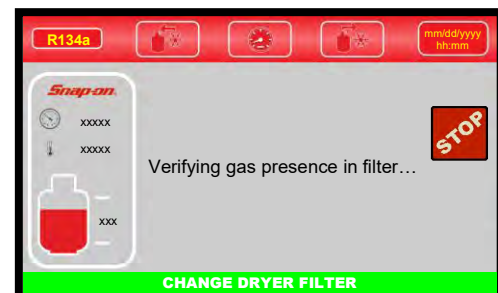 R134a
mm/dd/yyyy
hh:mm
Snap-on
xxxxx
xxxxx
xxx
STOP
Verifying gas presence in filter…
CHANGE DRYER FILTER